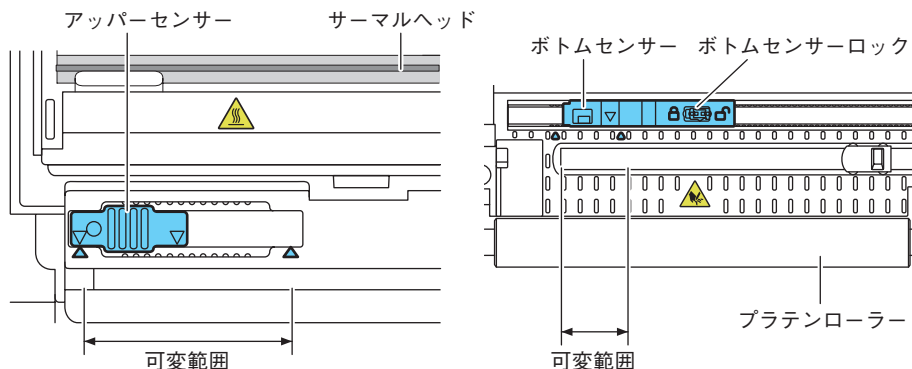 アッパーセンサー
サーマルヘッド
可変範囲
ボトムセンサー
ボトムセンサーロック
プラテンローラー
可変範囲